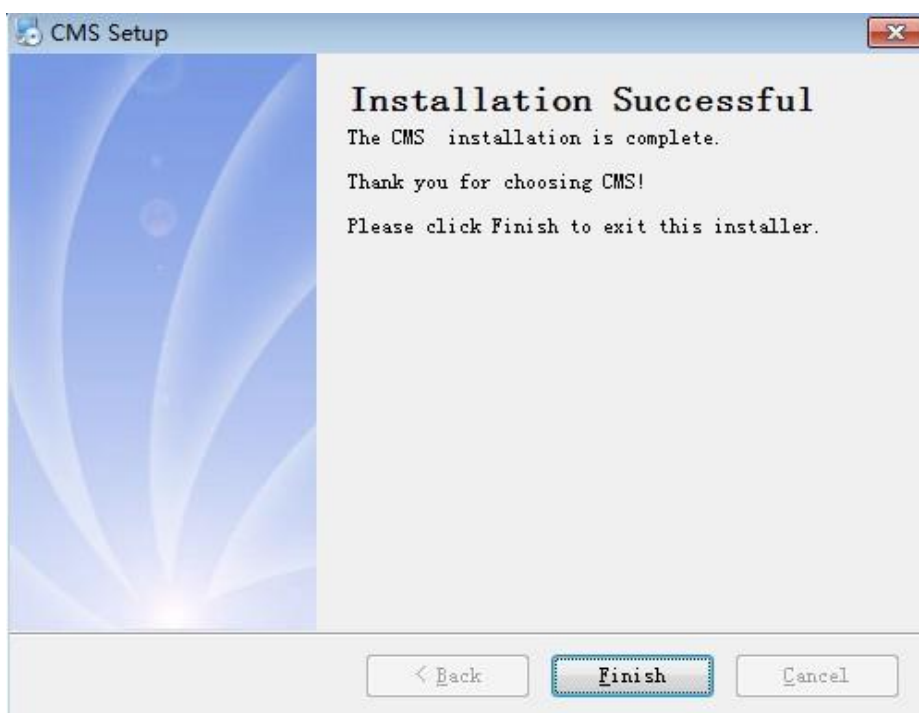 CMS Setup
Installation Successful
The CMS  installation is complete.
Thank you for choosing CMS!
Please click Finish to exit this installer.
< Back
Finish
Cancel